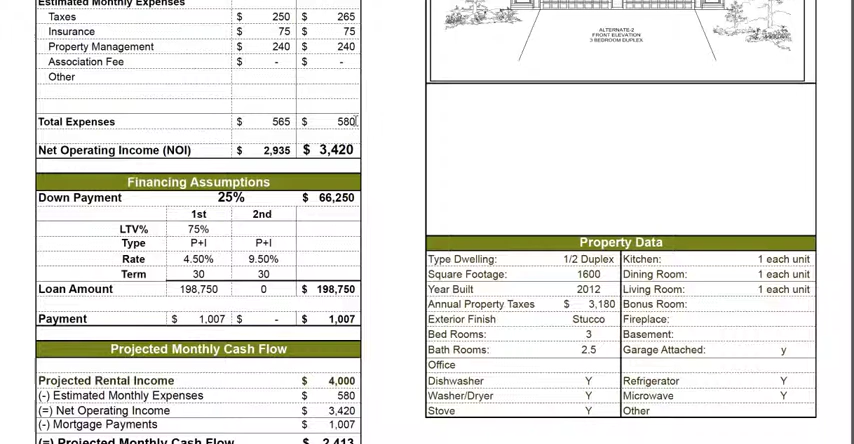 Estimated Monthly Expenses
Taxes $ 250 $ 265
Insurance $ 75 $ 75
Property Management $ 240 $ 240
Association Fee $ - $ -
Other
Total Expenses $ 565 $ 580
Net Operating Income (NOI) $ 2,935 $ 3,420
Financing Assumptions
Down Payment 25% $ 66,250
1st 2nd
LTV% 75%
Type P+I P+I
Rate 4.50% 9.50%
Term 30 30
Loan Amount 198,750 0 $ 198,750
Payment $ 1,007 $ - $ 1,007
Projected Monthly Cash Flow
Projected Rental Income $ 4,000
(-) Estimated Monthly Expenses $ 580
(=) Net Operating Income $ 3,420
(-) Mortgage Payments $ 1,007
(=) Projected Monthly Cash Flow $ 2,413
ALTERNATE-2
FRONT ELEVATION
3 BEDROOM DUPLEX
Property Data
Type Dwelling: 1/2 Duplex Kitchen: 1 each unit
Square Footage: 1600 Dining Room: 1 each unit
Year Built 2012 Living Room: 1 each unit
Annual Property Taxes $ 3,180 Bonus Room:
Exterior Finish Stucco Fireplace:
Bed Rooms: 3 Basement:
Bath Rooms: 2.5 Garage Attached: y
Office
Dishwasher Y Refrigerator Y
Washer/Dryer Y Microwave Y
Stove Y Other